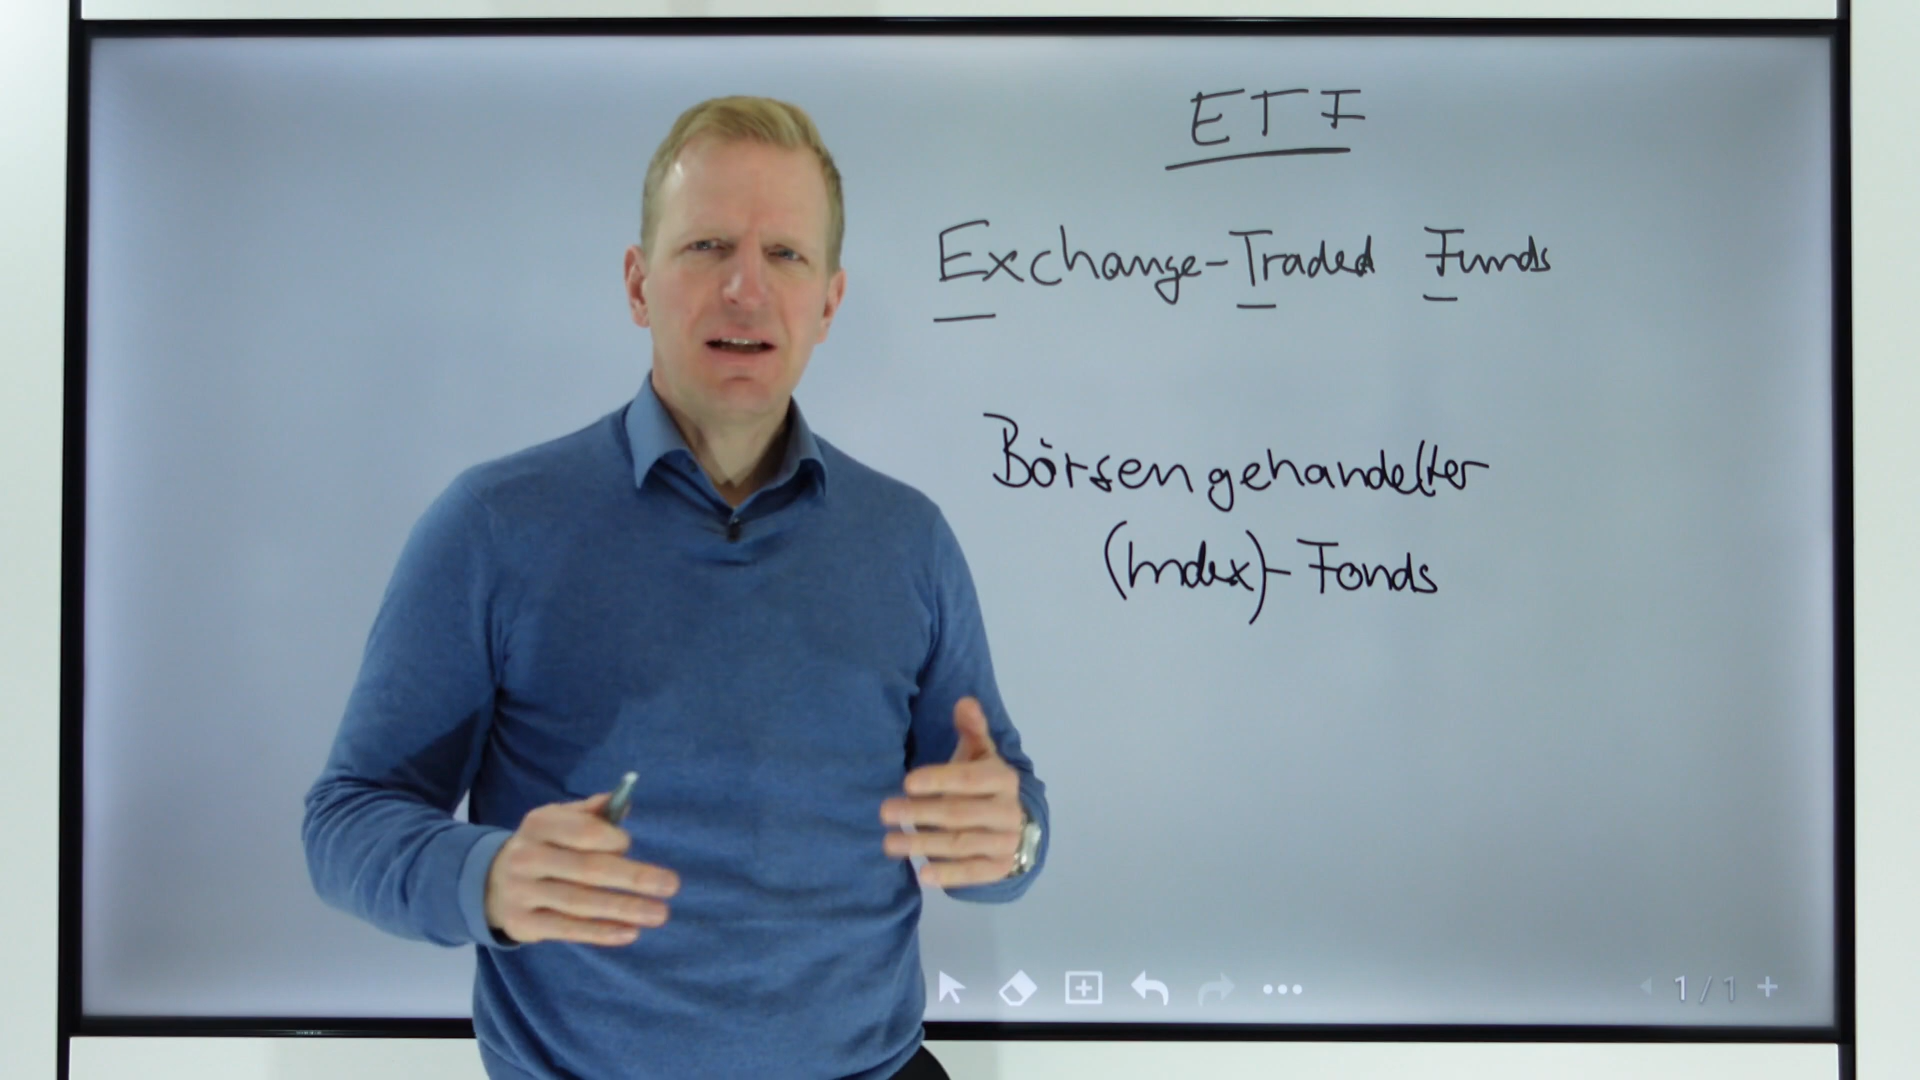 ETF
Exchange-Traded Funds
Börsengehandelter
(Index)-Fonds
1/1